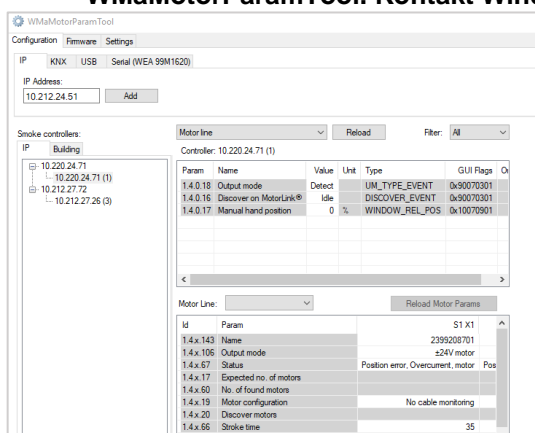 WMaMotorParamTool: Kontakt
WMaMotorParamTool
Configuration Firmware Settings
IP KNX USB Serial (WEA 99M1620)
IP Address:
10.212.24.51 Add
Smoke controllers:
IP Building
10.220.24.71
10.220.24.71 (1)
10.212.27.72
10.212.27.26 (3)
Motor line Reload Filter: All
Controller: 10.220.24.71 (1)
Param Name Value Unit Type GUI Flags
1.4.0.18 Output mode Detect UM_TYPE_EVENT 0x90070301
1.4.0.16 Discover on MotorLink® Idle DISCOVER_EVENT 0x90070301
1.4.0.17 Manual hand position 0 % WINDOW_REL_POS 0x10070901
Motor Line: Reload Motor Params
Id Param S1 X1
1.4.x.143 Name 2399208701
1.4.x.106 Output mode ±24V motor
1.4.x.67 Status Position error, Overcurrent, motor Pos
1.4.x.17 Expected no. of motors
1.4.x.60 No. of found motors
1.4.x.19 Motor configuration No cable monitoring
1.4.x.20 Discover motors
1.4.x.66 Stroke time 35